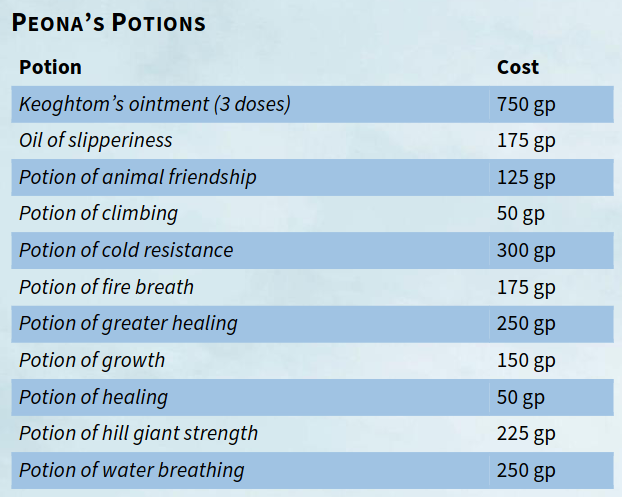 PEONA’S POTIONS
Potion Cost
Keoghtom’s ointment (3 doses) 750 gp
Oil of slipperiness 175 gp
Potion of animal friendship 125 gp
Potion of climbing 50 gp
Potion of cold resistance 300 gp
Potion of fire breath 175 gp
Potion of greater healing 250 gp
Potion of growth 150 gp
Potion of healing 50 gp
Potion of hill giant strength 225 gp
Potion of water breathing 250 gp